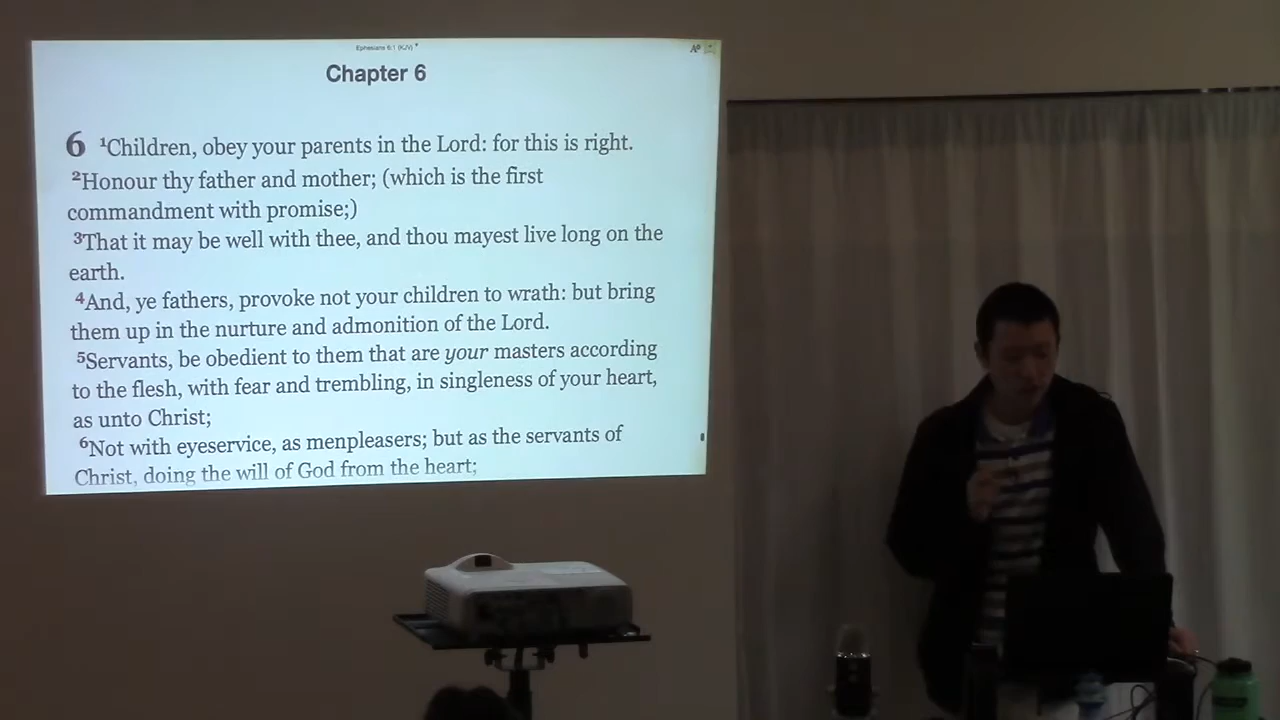 Ephesians 6:1 (KJV)
Chapter 6
6 ¹Children, obey your parents in the Lord: for this is right.
²Honour thy father and mother; (which is the first
commandment with promise;)
³That it may be well with thee, and thou mayest live long on the
earth.
⁴And, ye fathers, provoke not your children to wrath: but bring
them up in the nurture and admonition of the Lord.
⁵Servants, be obedient to them that are your masters according
to the flesh, with fear and trembling, in singleness of your heart,
as unto Christ;
⁶Not with eyeservice, as menpleasers; but as the servants of
Christ, doing the will of God from the heart;